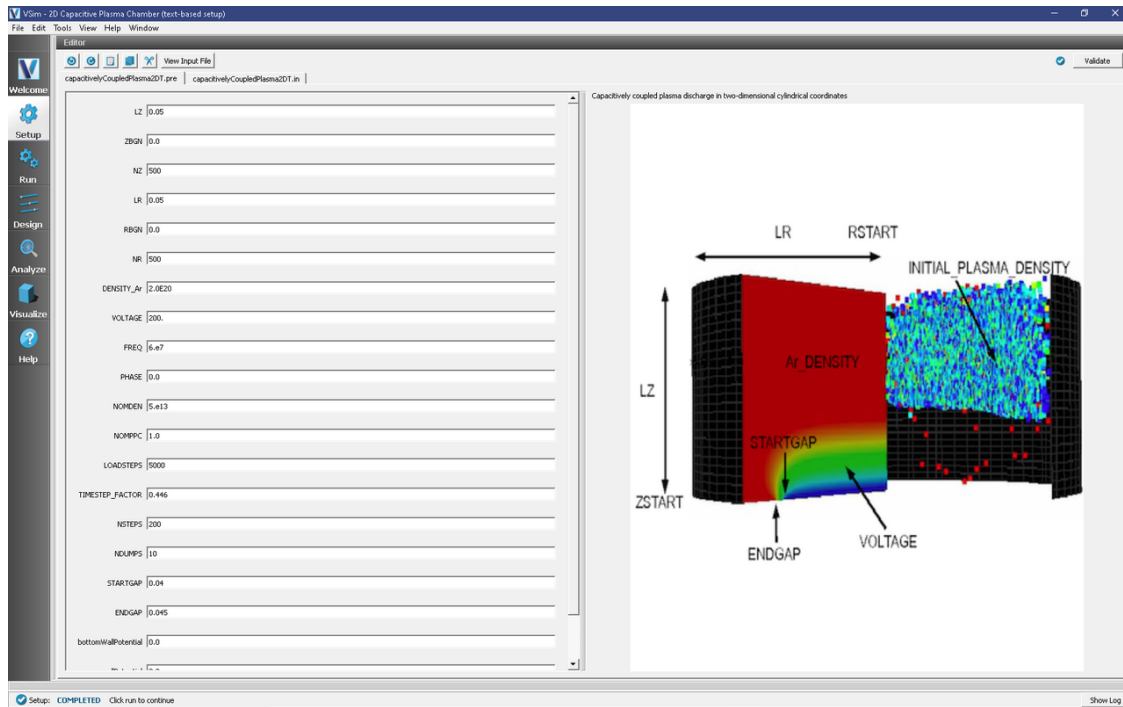 VSim - 2D Capacitive Plasma Chamber (text-based setup)
File Edit Tools View Help Window
Editor
View Input File
Validate
capacitivelyCoupledPlasma2DT.pre
capacitivelyCoupledPlasma2DT.in
Welcome
Setup
Run
Design
Analyze
Visualize
Help
LZ 0.05
ZBGN 0.0
NZ 500
LR 0.05
RBGN 0.0
NR 500
DENSITY_Ar 2.0E20
VOLTAGE 200.
FREQ 6.e7
PHASE 0.0
NOMDEN 5.e13
NOMPPC 1.0
LOADSTEPS 5000
TIMESTEP_FACTOR 0.446
NSTEPS 200
NDUMPS 10
STARTGAP 0.04
ENDGAP 0.045
bottomWallPotential 0.0
Capacitively coupled plasma discharge in two-dimensional cylindrical coordinates
LR
RSTART
INITIAL_PLASMA_DENSITY
Ar_DENSITY
LZ
STARTGAP
ZSTART
ENDGAP
VOLTAGE
Setup: COMPLETED Click run to continue
Show Log